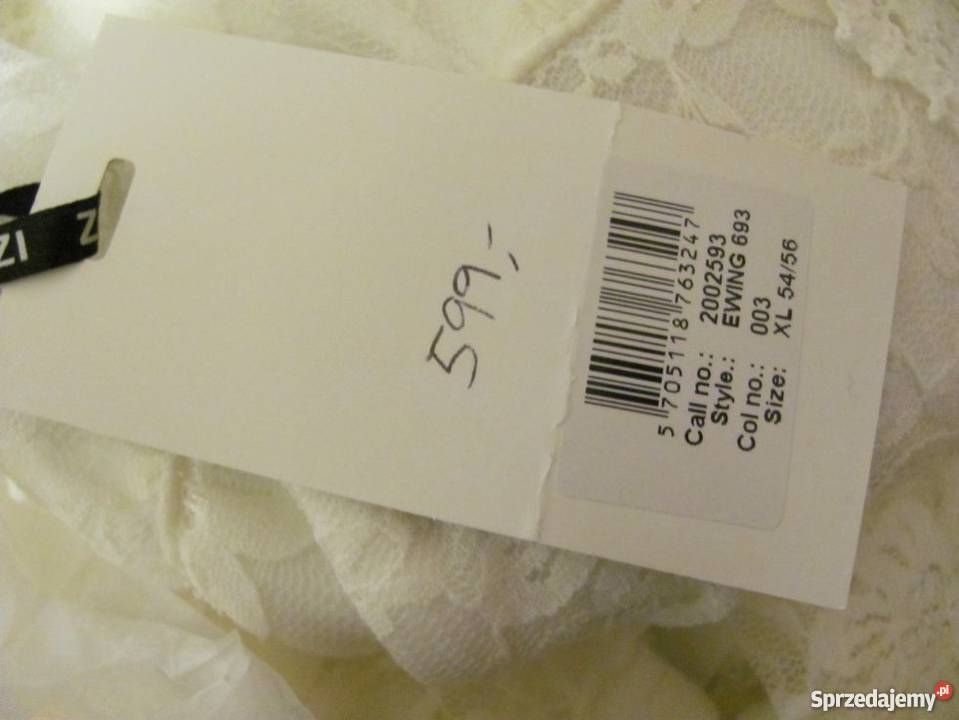 ZI
Z
599,-
5 705118 763247
Call no.: 2002593
Style.: EWING 693
Col no.: 003
Size: XL 54/56
Sprzedajemy.pl